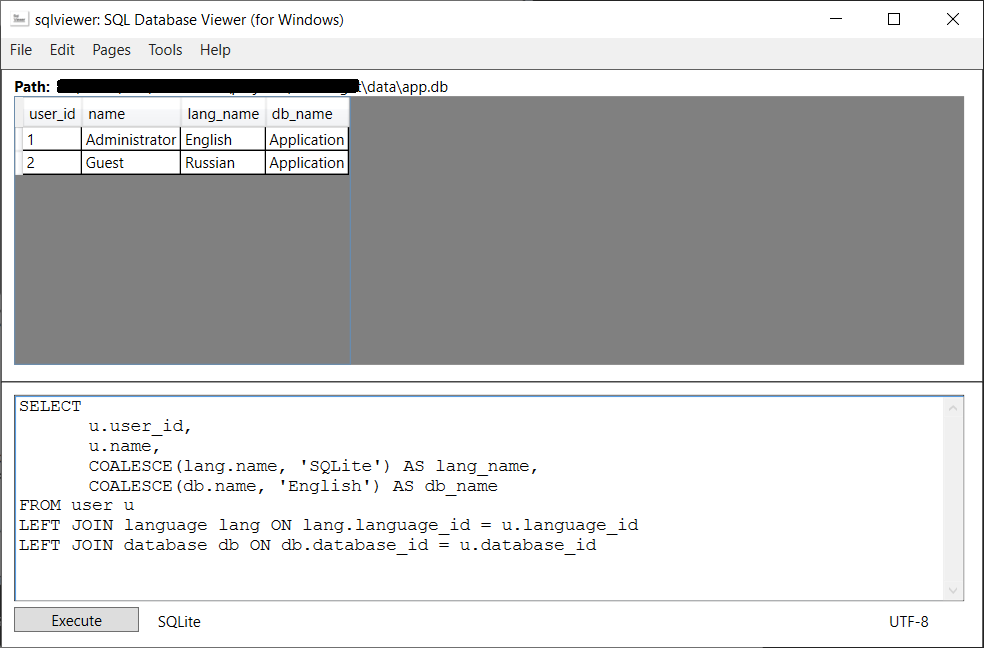 sqlviewer: SQL Database Viewer (for Windows)
File Edit Pages Tools Help
Path: \data\app.db
user_id name lang_name db_name
1 Administrator English Application
2 Guest Russian Application
SELECT
u.user_id,
u.name,
COALESCE(lang.name, 'SQLite') AS lang_name,
COALESCE(db.name, 'English') AS db_name
FROM user u
LEFT JOIN language lang ON lang.language_id = u.language_id
LEFT JOIN database db ON db.database_id = u.database_id
Execute SQLite UTF-8